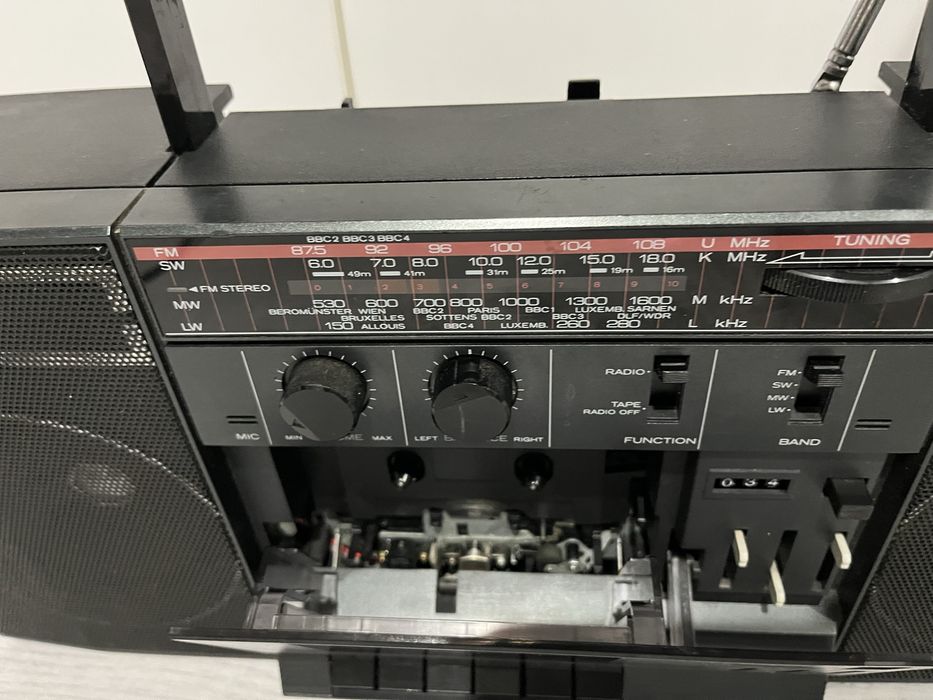 BBC2 BBC3 BBC4
FM 87.5 92 96 100 104 108 U MHz TUNING
SW 6.0 7.0 8.0 10.0 12.0 15.0 18.0 K MHz
49m 41m 31m 25m 19m 16m
◄ FM STEREO 0 1 2 3 4 5 6 7 8 9 10
MW 530 600 700 800 1000 1300 1600 M kHz
BEROMÜNSTER WIEN BBC2 PARIS BBC1 LUXEMB. SARNEN
BRUXELLES SOTTENS BBC2 BBC3 DLF/WDR
LW 150 ALLOUIS BBC4 LUXEMB. 260 280 L kHz
RADIO FM
SW
TAPE MW
RADIO OFF LW
MIC MIN MAX LEFT RIGHT FUNCTION BAND
034